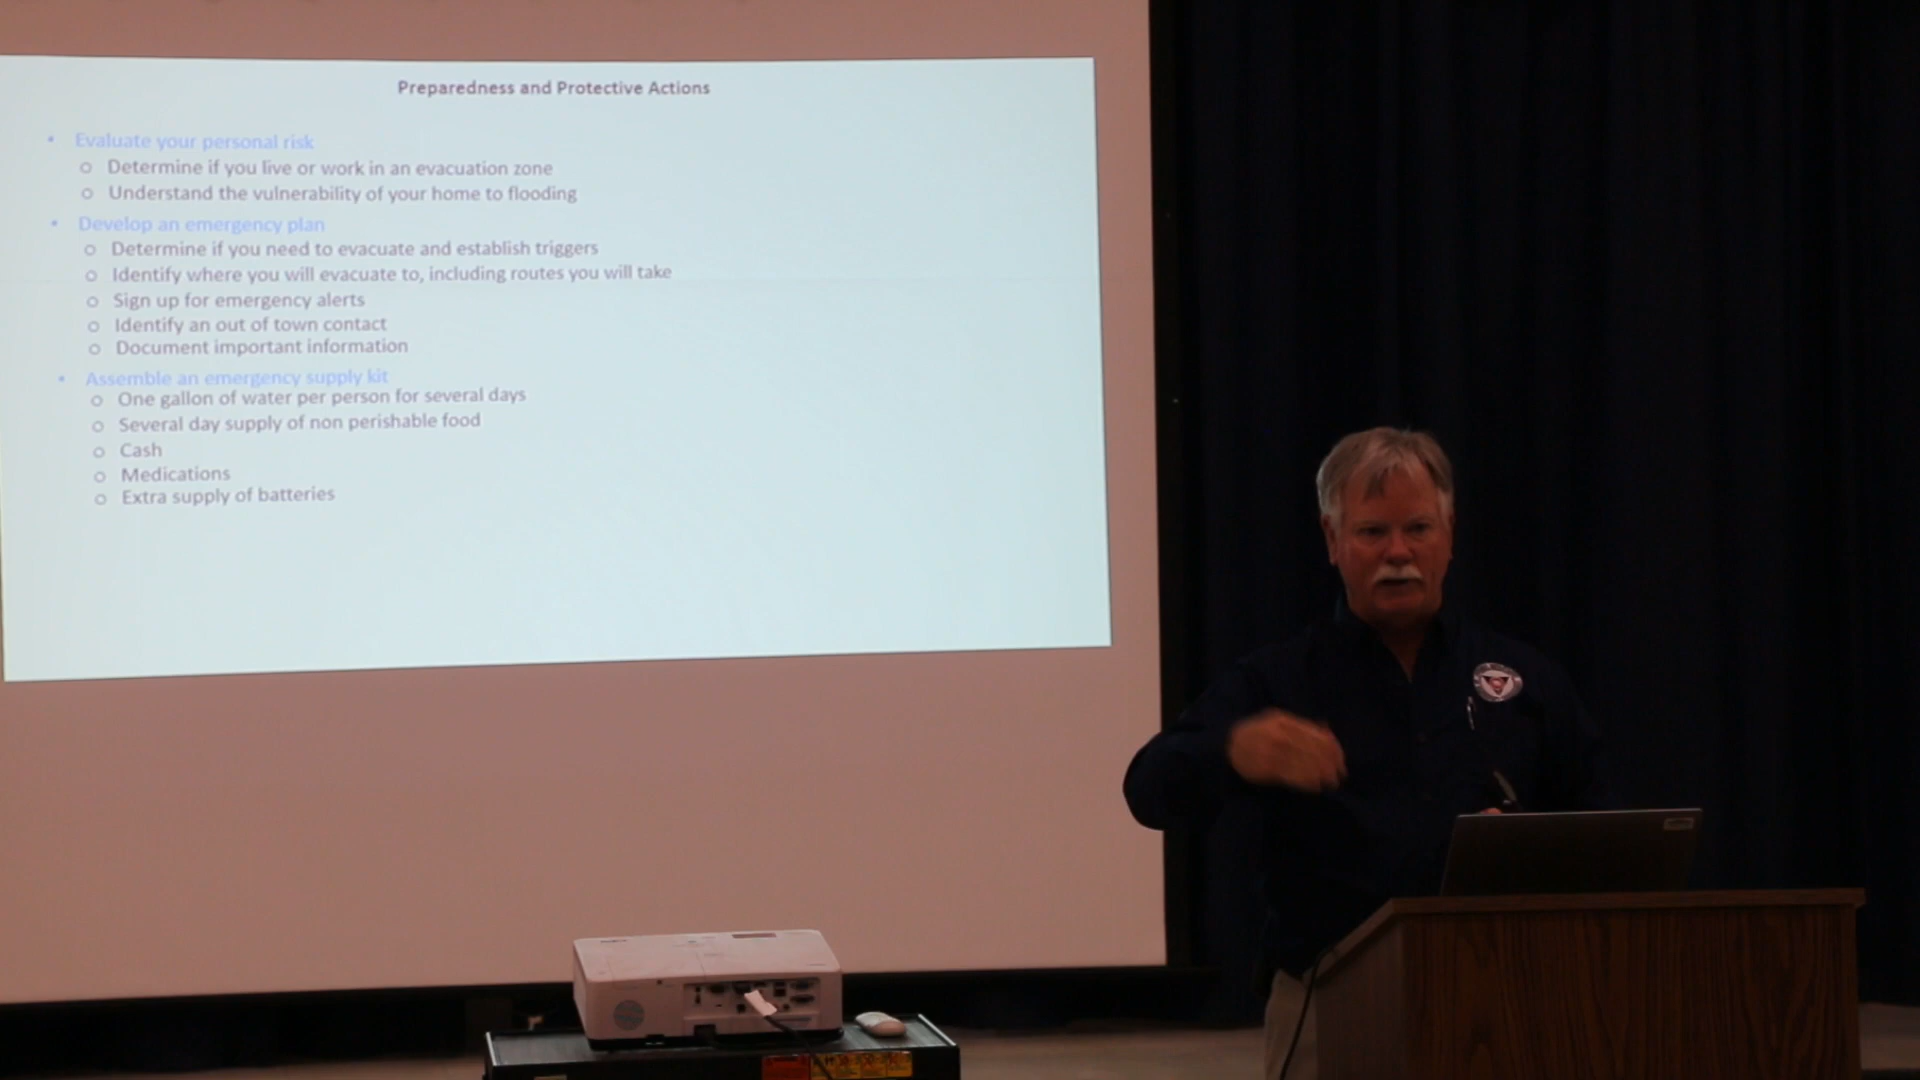 Preparedness and Protective Actions
• Evaluate your personal risk
o Determine if you live or work in an evacuation zone
o Understand the vulnerability of your home to flooding
• Develop an emergency plan
o Determine if you need to evacuate and establish triggers
o Identify where you will evacuate to, including routes you will take
o Sign up for emergency alerts
o Identify an out of town contact
o Document important information
• Assemble an emergency supply kit
o One gallon of water per person for several days
o Several day supply of non perishable food
o Cash
o Medications
o Extra supply of batteries